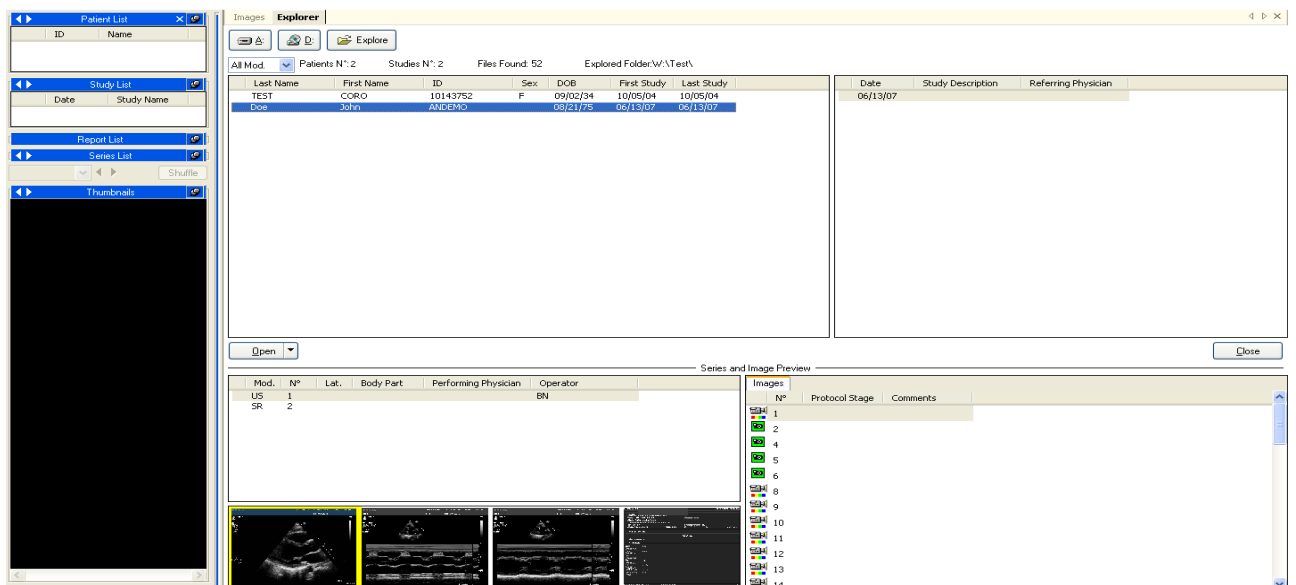 Patient List
ID Name
Study List
Date Study Name
Report List
Series List
Shuffle
Thumbnails
Images Explorer
A: D: Explore
All Mod. Patients N°: 2 Studies N°: 2 Files Found: 52 Explored Folder:W:\Test\
Last Name First Name ID Sex DOB First Study Last Study
TEST CORO 10143752 F 09/02/34 10/05/04 10/05/04
Doe John ANDEMO 08/21/75 06/13/07 06/13/07
Date Study Description Referring Physician
06/13/07
Open Close
Series and Image Preview
Mod. N° Lat. Body Part Performing Physician Operator
US 1 BN
SR 2
Images
N° Protocol Stage Comments
1
2
4
5
6
8
9
10
11
12
13
14